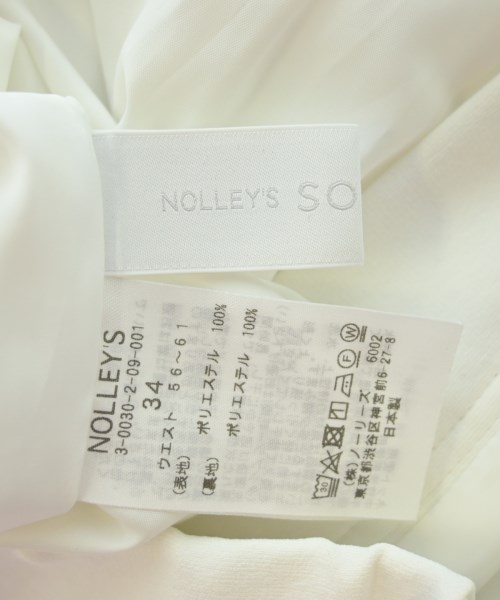 NOLLEY'S SO
NOLLEY'S
3-0030-2-09-001
34
ウエスト 56～61
(表地) ポリエステル 100%
(裏地) ポリエステル 100%
30
F W
(株)ノーリーズ 6002
東京都渋谷区神宮前6-27-8
日本製